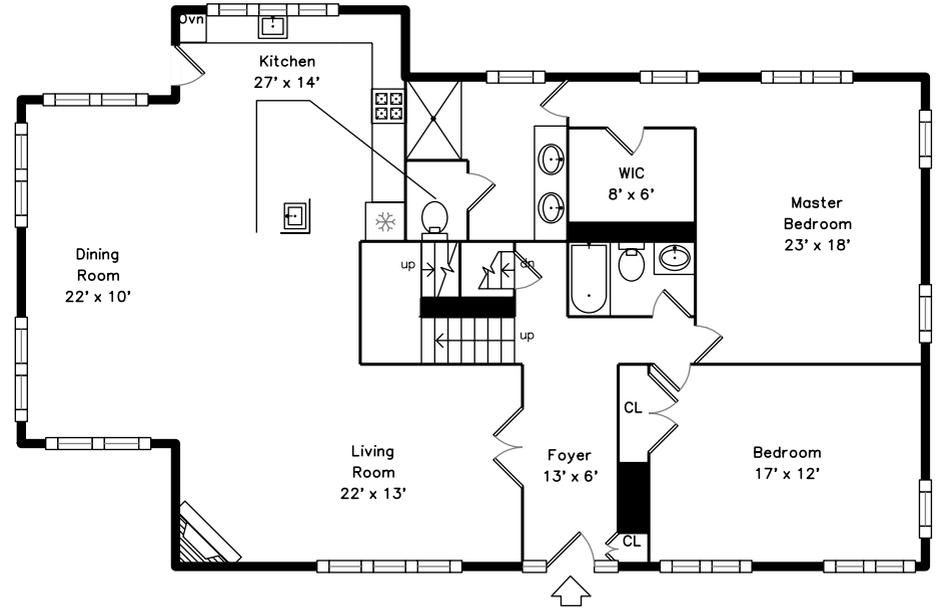 Ovn
Kitchen
27' x 14'
WIC
8' x 6'
Master
Bedroom
23' x 18'
Dining
Room
22' x 10'
up
dn
up
CL
Living
Room
22' x 13'
Foyer
13' x 6'
Bedroom
17' x 12'
CL